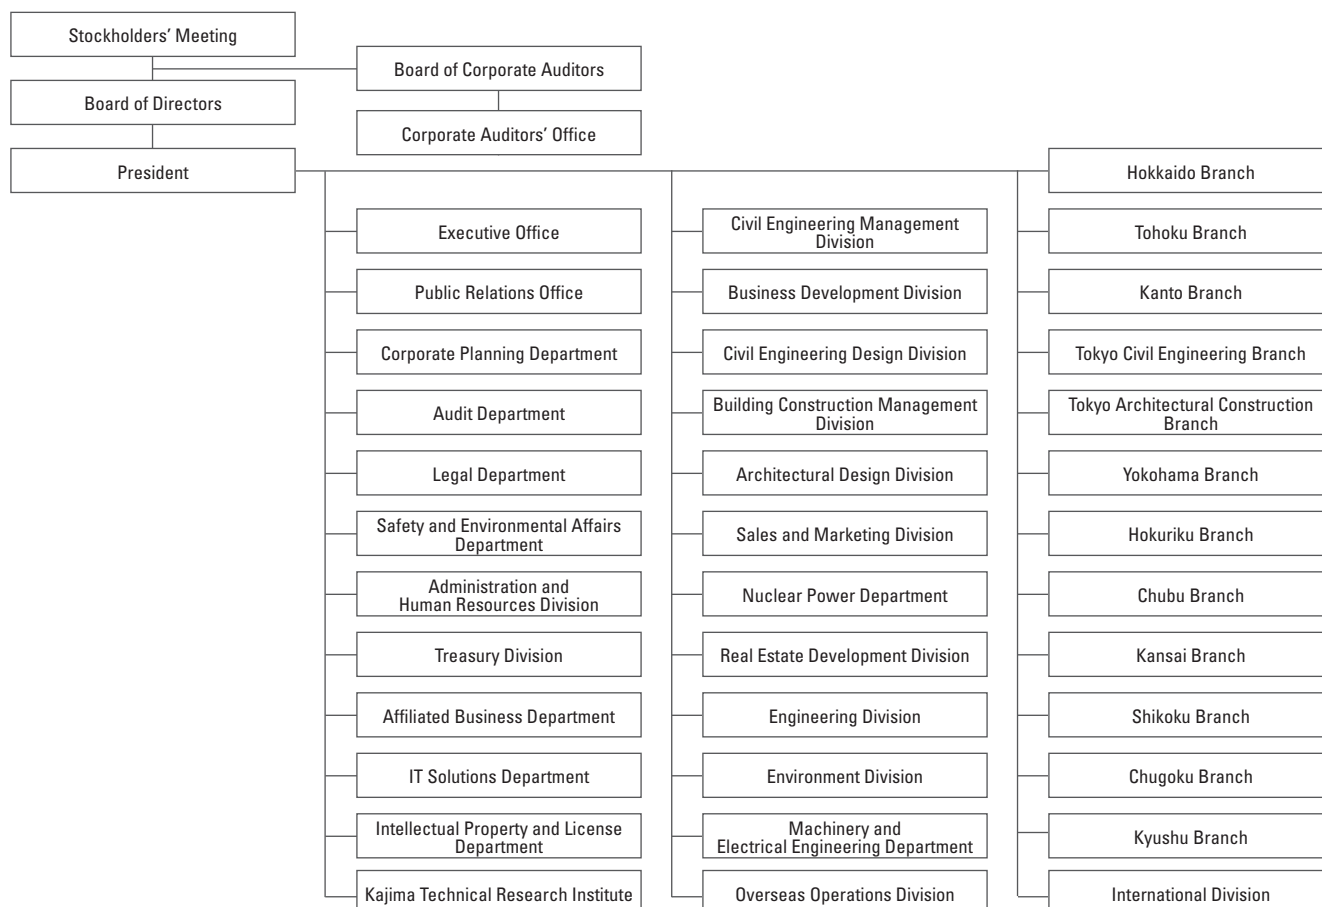 Stockholders' Meeting
Board of Corporate Auditors
Board of Directors
Corporate Auditors' Office
President
Hokkaido Branch
Executive Office
Civil Engineering Management
Division
Tohoku Branch
Public Relations Office
Business Development Division
Kanto Branch
Corporate Planning Department
Civil Engineering Design Division
Tokyo Civil Engineering Branch
Audit Department
Building Construction Management
Division
Tokyo Architectural Construction
Branch
Legal Department
Architectural Design Division
Yokohama Branch
Safety and Environmental Affairs
Department
Sales and Marketing Division
Hokuriku Branch
Administration and
Human Resources Division
Nuclear Power Department
Chubu Branch
Treasury Division
Real Estate Development Division
Kansai Branch
Affiliated Business Department
Engineering Division
Shikoku Branch
IT Solutions Department
Environment Division
Chugoku Branch
Intellectual Property and License
Department
Machinery and
Electrical Engineering Department
Kyushu Branch
Kajima Technical Research Institute
Overseas Operations Division
International Division